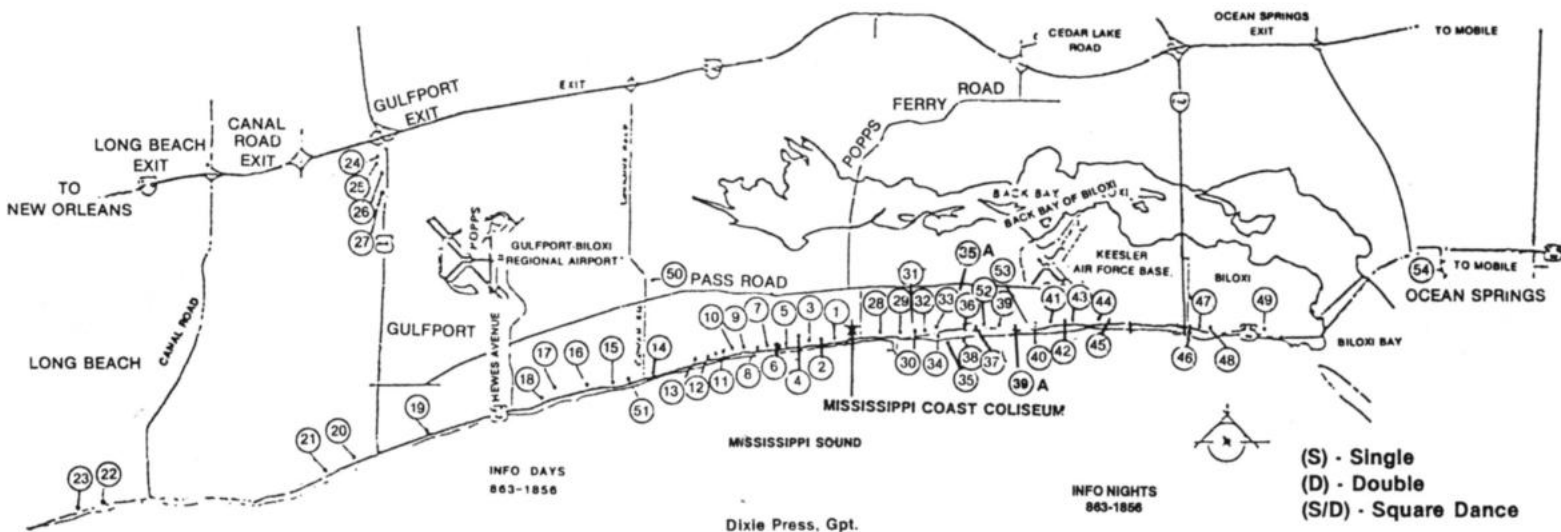 OCEAN SPRINGS
EXIT
TO MOBILE
CEDAR LAKE
ROAD
EXIT
GULFPORT
EXIT
POPPS
FERRY
ROAD
CANAL
ROAD
EXIT
LONG BEACH
EXIT
TO
NEW ORLEANS
24
25
26
27
BACK BAY
BACK BAY OF BILOXI
POPPS
GULFPORT-BILOXI
REGIONAL AIRPORT
KEESLER
AIR FORCE BASE.
50
PASS ROAD
35 A
53
BILOXI
54
TO MOBILE
OCEAN SPRINGS
31
10 9 7 5 3 1 28 29 32 33 36 52 39 41 43 44 47 49
GULFPORT
CANAL ROAD
HEWES AVENUE
LONG BEACH
17 16 15 14
18
51
13 12 11 8 6 4 2
30 34 35 38 37 39 A 40 42 45 46 48
BILOXI BAY
MISSISSIPPI COAST COLISEUM
19
20
21
22
23
MISSISSIPPI SOUND
INFO DAYS
863-1856
INFO NIGHTS
863-1856
(S) - Single
(D) - Double
(S/D) - Square Dance
Dixie Press, Gpt.